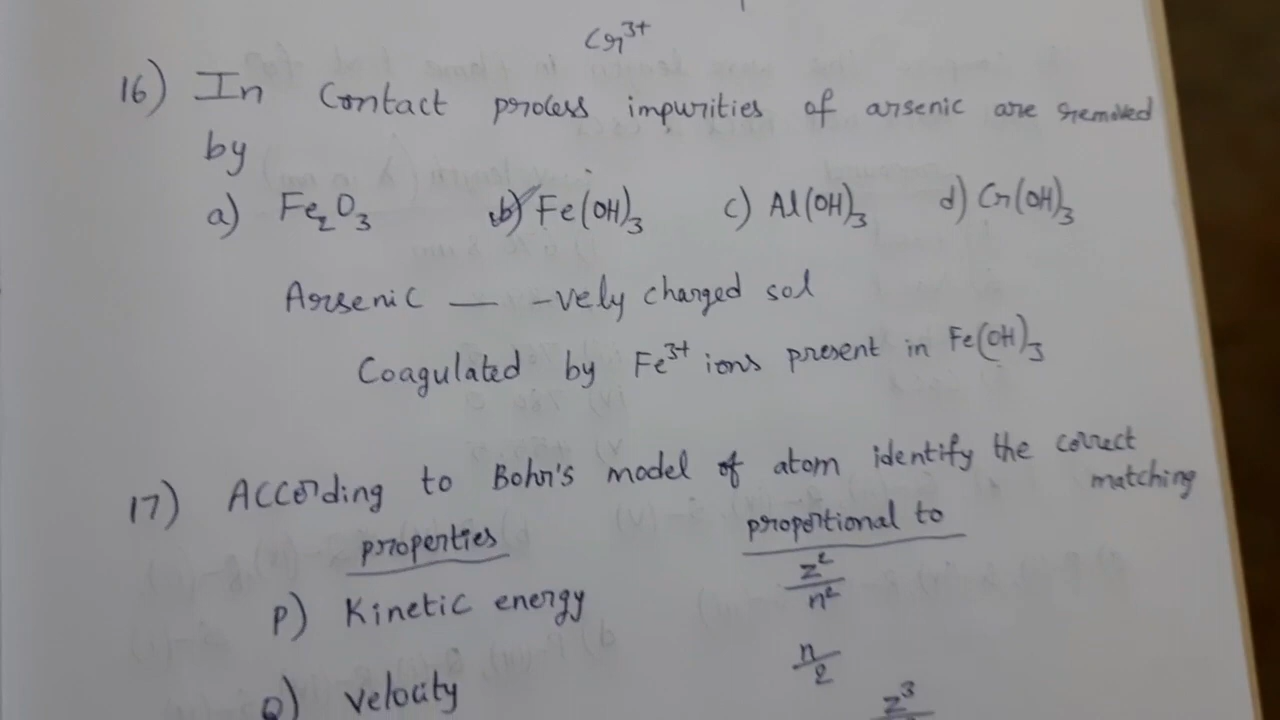 Cr³⁺
16) In Contact process impurities of arsenic are removed
by
a) Fe₂O₃ b) Fe(OH)₃ c) Al(OH)₃ d) Cr(OH)₃
Arsenic — -vely charged sol
Coagulated by Fe³⁺ ions present in Fe(OH)₃
17) According to Bohr's model of atom identify the correct
matching
properties proportional to
P) Kinetic energy z²/n²
Q) velocity n/2
z³